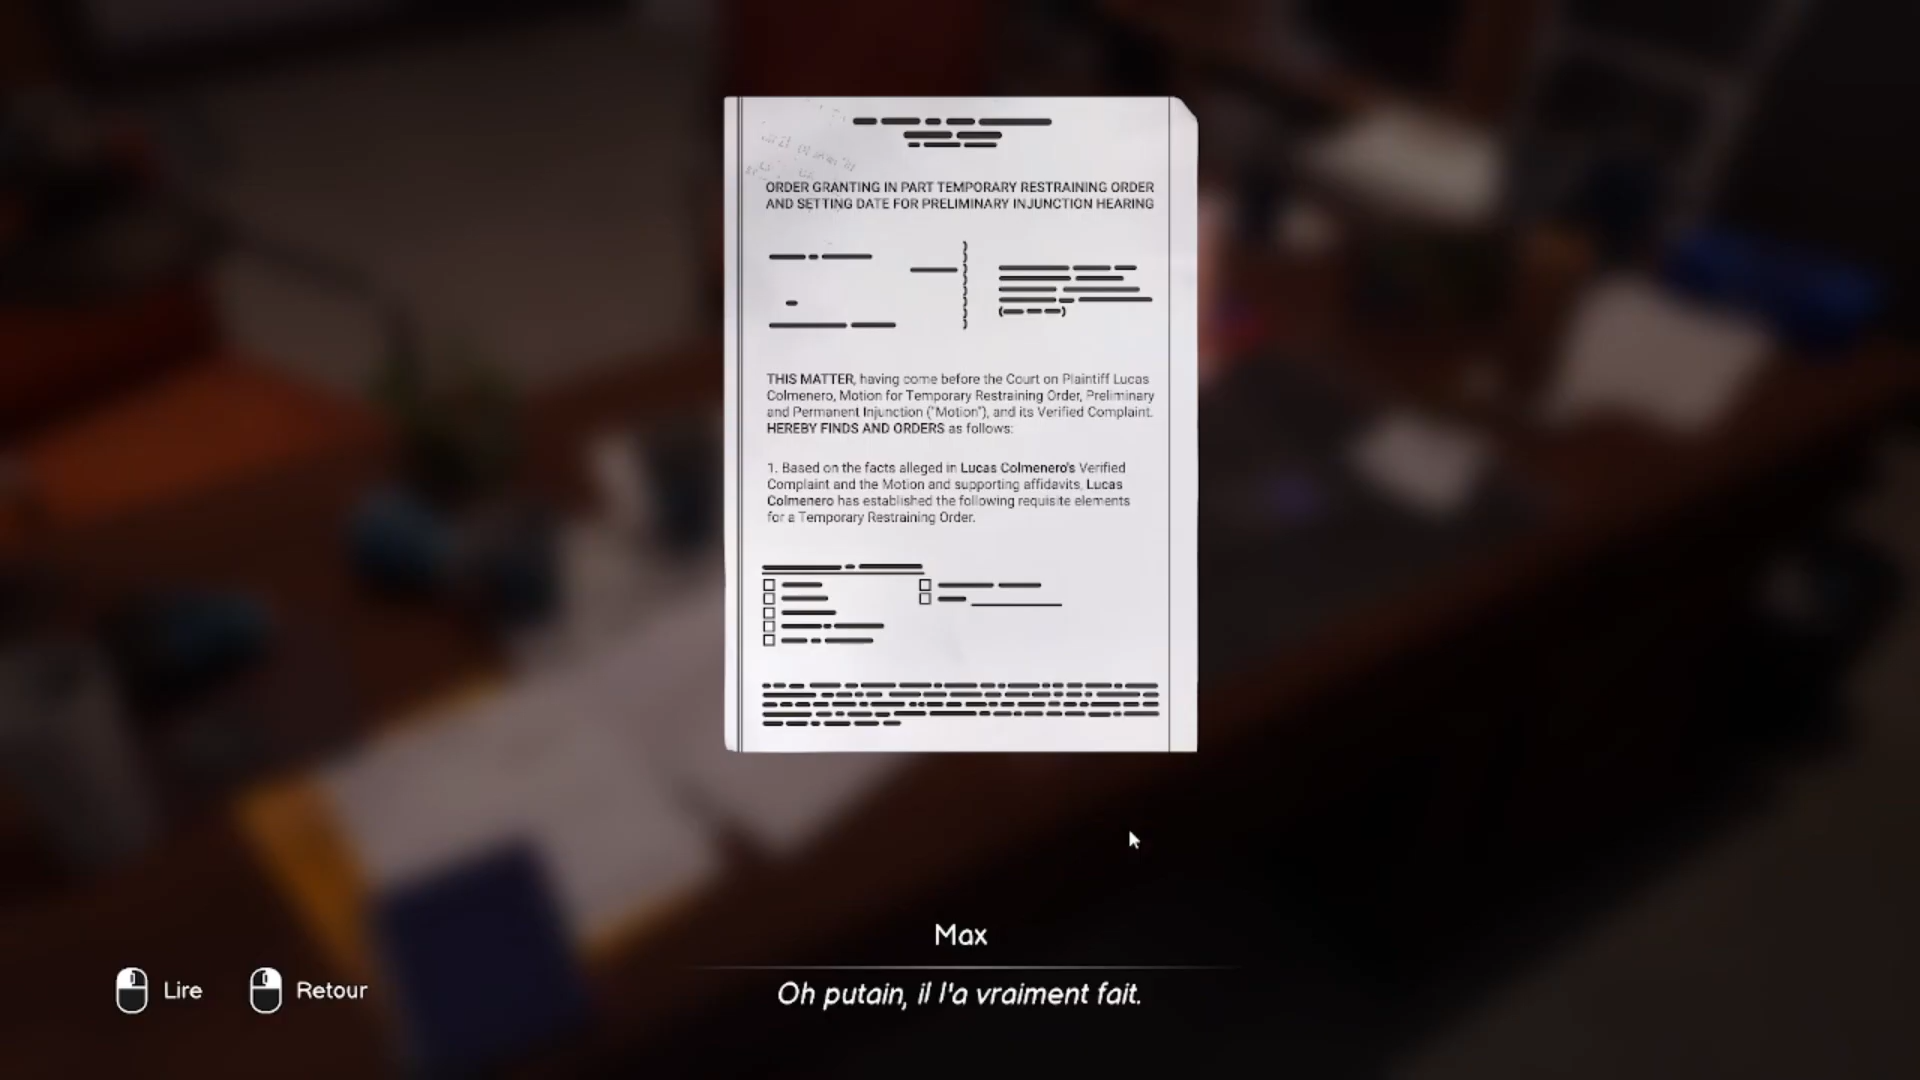 ORDER GRANTING IN PART TEMPORARY RESTRAINING ORDER
AND SETTING DATE FOR PRELIMINARY INJUNCTION HEARING
THIS MATTER, having come before the Court on Plaintiff Lucas
Colmenero, Motion for Temporary Restraining Order, Preliminary
and Permanent Injunction ("Motion"), and its Verified Complaint.
HEREBY FINDS AND ORDERS as follows:
1. Based on the facts alleged in Lucas Colmenero's Verified
Complaint and the Motion and supporting affidavits, Lucas
Colmenero has established the following requisite elements
for a Temporary Restraining Order.
Max
Lire
Retour
Oh putain, il l'a vraiment fait.